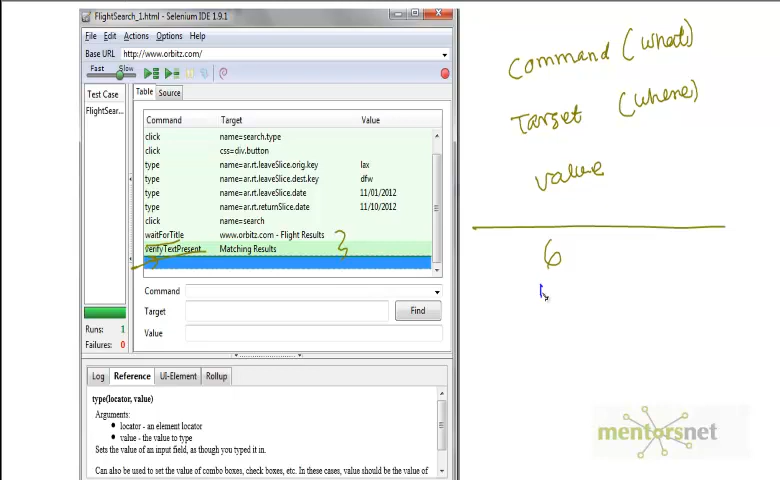 FlightSearch_1.html - Selenium IDE 1.9.1
File Edit Actions Options Help
Base URL http://www.orbitz.com/
Fast Slow
Test Case
FlightSear...
Runs: 1
Failures: 0
Table Source
Command Target Value
click name=search.type
click css=div.button
type name=ar.rt.leaveSlice.orig.key lax
type name=ar.rt.leaveSlice.dest.key dfw
type name=ar.rt.leaveSlice.date 11/01/2012
type name=ar.rt.returnSlice.date 11/10/2012
click name=search
waitForTitle www.orbitz.com - Flight Results
verifyTextPresent... Matching Results
Command
Target Find
Value
Log Reference UI-Element Rollup
type(locator, value)
Arguments:
locator - an element locator
value - the value to type
Sets the value of an input field, as though you typed it in.
Can also be used to set the value of combo boxes, check boxes, etc. In these cases, value should be the value of
Command (what)
Target (where)
value
6
mentorsnet